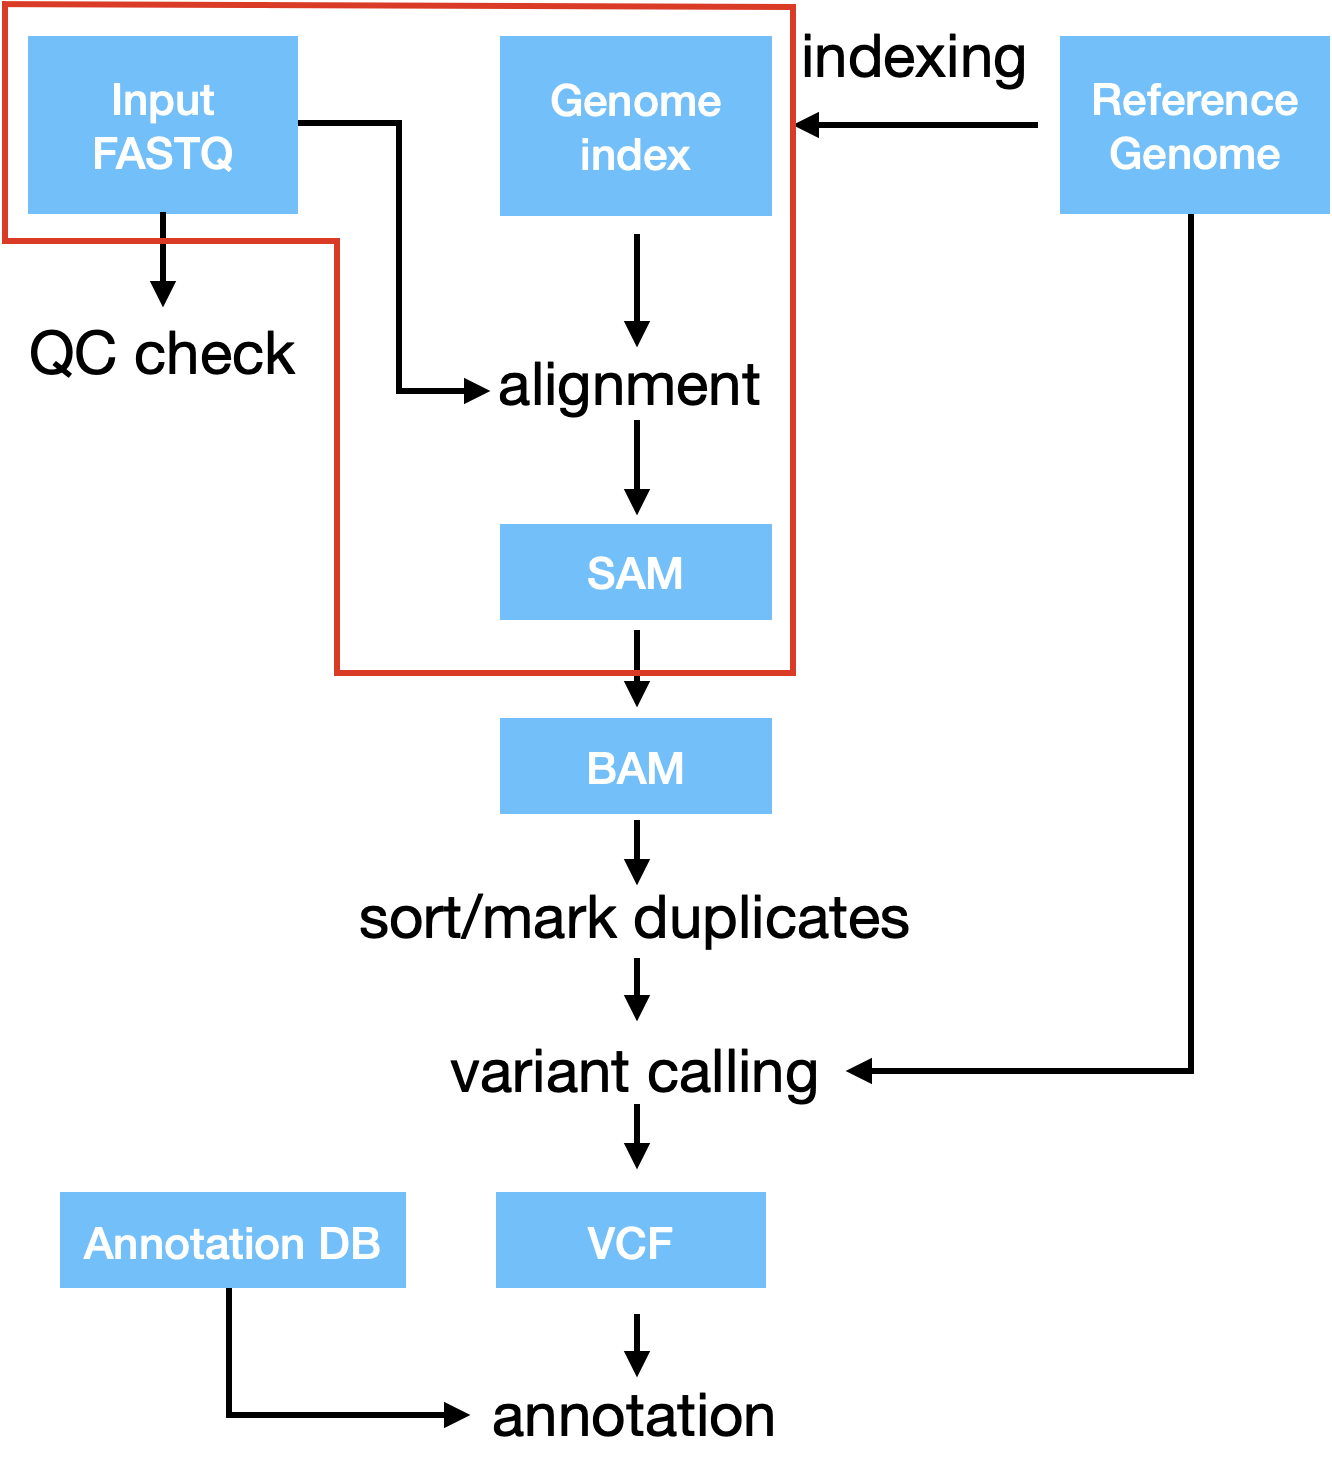 Input
FASTQ
Genome
index
indexing
Reference
Genome
QC check
alignment
SAM
BAM
sort/mark duplicates
variant calling
Annotation DB
VCF
annotation